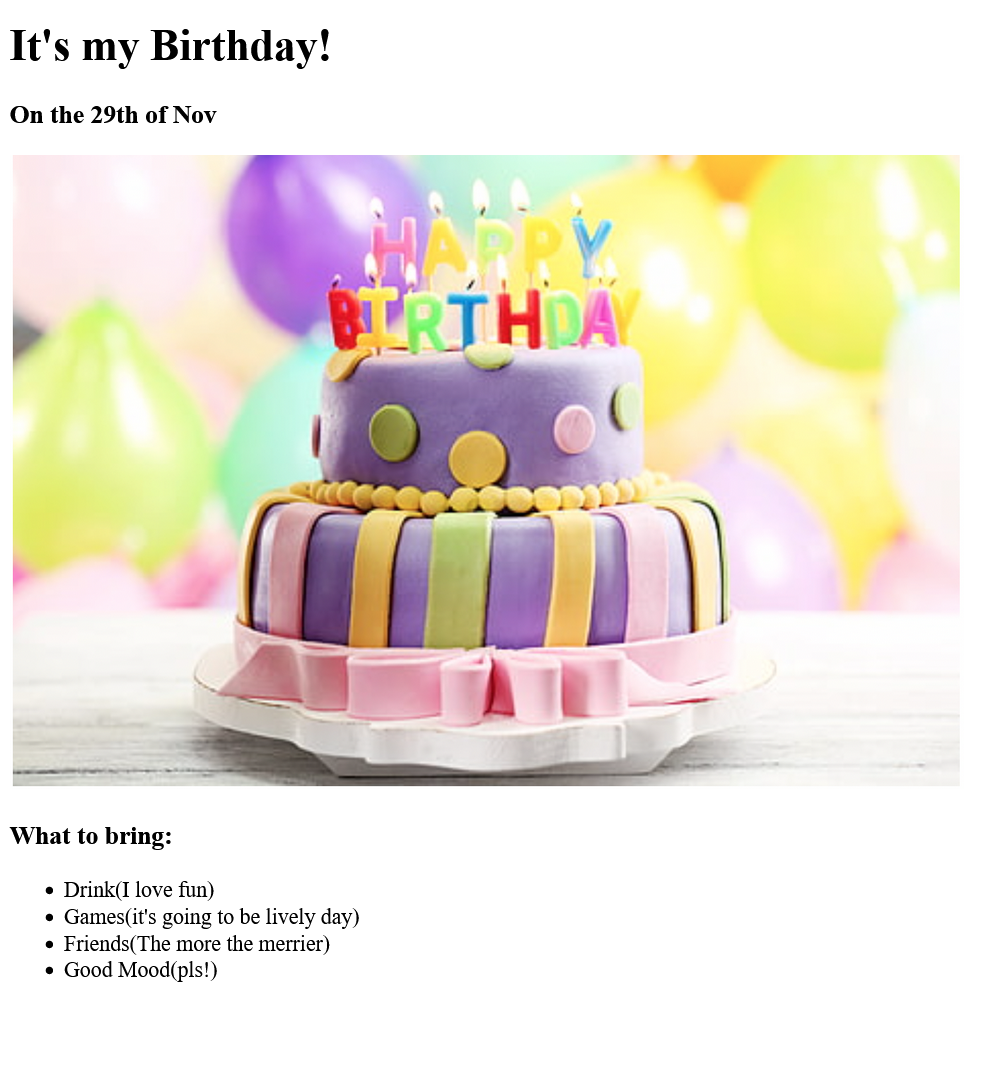 It's my Birthday!
On the 29th of Nov
HAPPY
BIRTHDAY
What to bring:
Drink(I love fun)
Games(it's going to be lively day)
Friends(The more the merrier)
Good Mood(pls!)